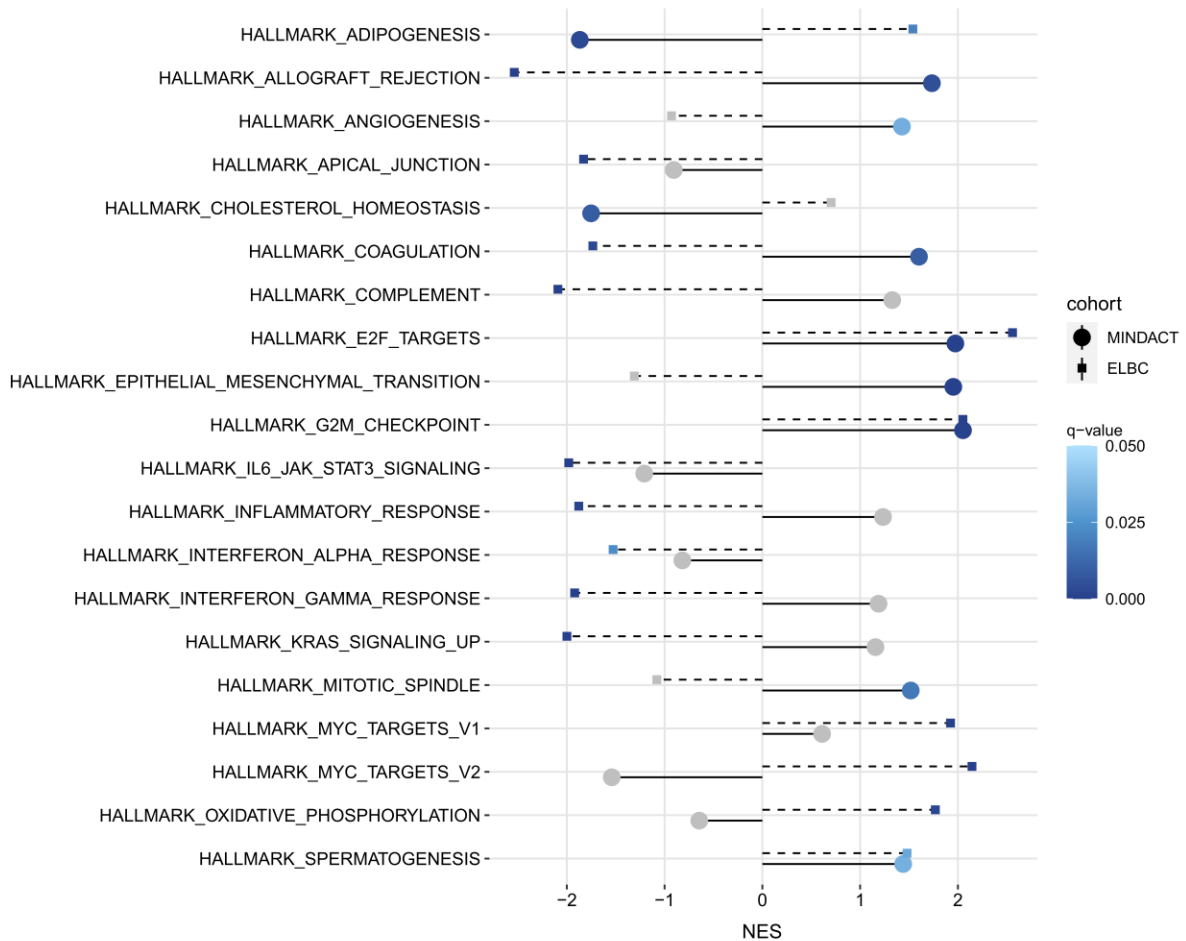 HALLMARK_ADIPOGENESIS
HALLMARK_ALLOGRAFT_REJECTION
HALLMARK_ANGIOGENESIS
HALLMARK_APICAL_JUNCTION
HALLMARK_CHOLESTEROL_HOMEOSTASIS
HALLMARK_COAGULATION
HALLMARK_COMPLEMENT
HALLMARK_E2F_TARGETS
HALLMARK_EPITHELIAL_MESENCHYMAL_TRANSITION
HALLMARK_G2M_CHECKPOINT
HALLMARK_IL6_JAK_STAT3_SIGNALING
HALLMARK_INFLAMMATORY_RESPONSE
HALLMARK_INTERFERON_ALPHA_RESPONSE
HALLMARK_INTERFERON_GAMMA_RESPONSE
HALLMARK_KRAS_SIGNALING_UP
HALLMARK_MITOTIC_SPINDLE
HALLMARK_MYC_TARGETS_V1
HALLMARK_MYC_TARGETS_V2
HALLMARK_OXIDATIVE_PHOSPHORYLATION
HALLMARK_SPERMATOGENESIS
−2 −1 0 1 2
NES
cohort
MINDACT
ELBC
q−value
0.050
0.025
0.000